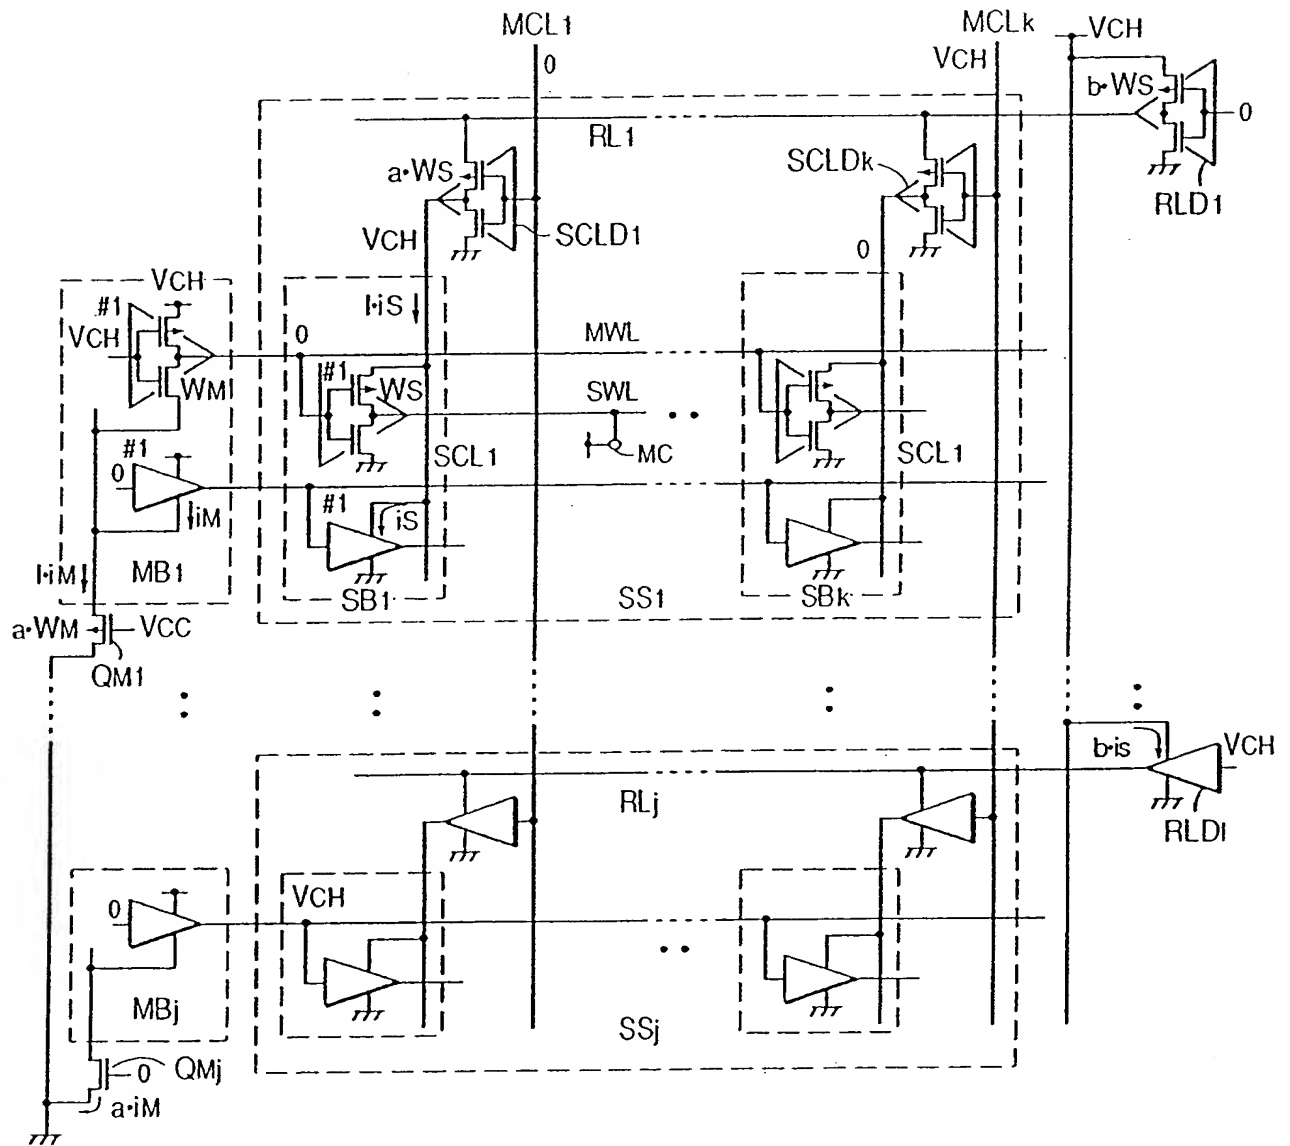 MCL1
MCLk
VCH
0
VCH
b·WS
0
RL1
a·WS
SCLDk
RLD1
SCLD1
VCH
0
VCH
#1
VCH
l·iS
0
MWL
WM
#1
WS
SWL
#1
0
MC
SCL1
SCL1
iM
#1
iS
l·iM
MB1
SB1
SS1
SBk
a·WM
VCC
QM1
b·is
VCH
RLj
RLDl
VCH
0
MBj
SSj
QMj
0
a·iM